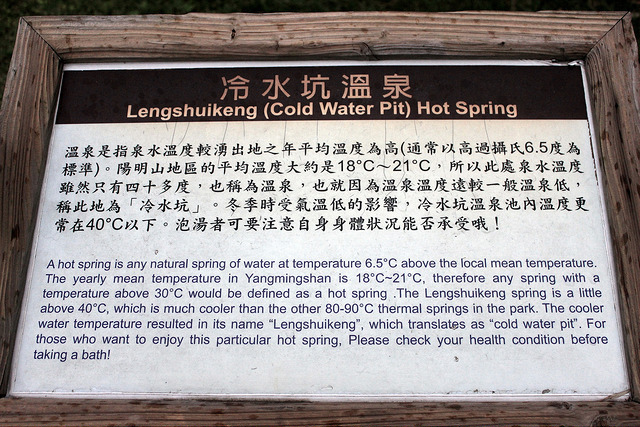 冷水坑溫泉
Lengshuikeng (Cold Water Pit) Hot Spring
溫泉是指泉水溫度較湧出地之年平均溫度為高(通常以高過攝氏6.5度為
標準)。陽明山地區的平均溫度大約是18°C～21°C，所以此處泉水溫度
雖然只有四十多度，也稱為溫泉，也就因為溫泉溫度遠較一般溫泉低，
稱此地為「冷水坑」。冬季時受氣溫低的影響，冷水坑溫泉池內溫度更
常在40°C以下。泡湯者可要注意自身身體狀況能否承受哦！
A hot spring is any natural spring of water at temperature 6.5°C above the local mean temperature.
The yearly mean temperature in Yangmingshan is 18°C~21°C, therefore any spring with a
temperature above 30°C would be defined as a hot spring .The Lengshuikeng spring is a little
above 40°C, which is much cooler than the other 80-90°C thermal springs in the park. The cooler
water temperature resulted in its name “Lengshuikeng”, which translates as “cold water pit”. For
those who want to enjoy this particular hot spring, Please check your health condition before
taking a bath!